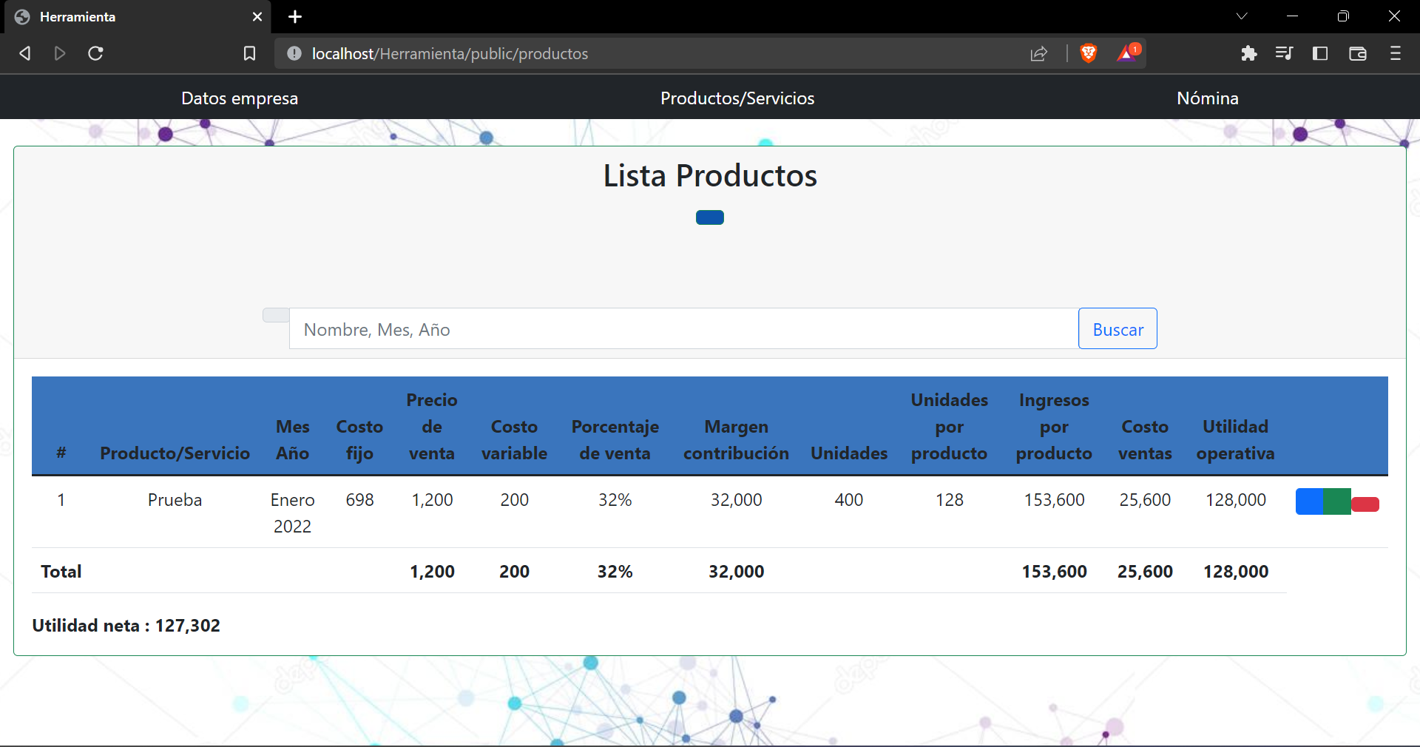 Herramienta
localhost/Herramienta/public/productos
1
Datos empresa
Productos/Servicios
Nómina
Lista Productos
Nombre, Mes, Año
Buscar
# Producto/Servicio Mes Año Costo fijo Precio de venta Costo variable Porcentaje de venta Margen contribución Unidades Unidades por producto Ingresos por producto Costo ventas Utilidad operativa
1 Prueba Enero 2022 698 1,200 200 32% 32,000 400 128 153,600 25,600 128,000
Total 1,200 200 32% 32,000 153,600 25,600 128,000
Utilidad neta : 127,302